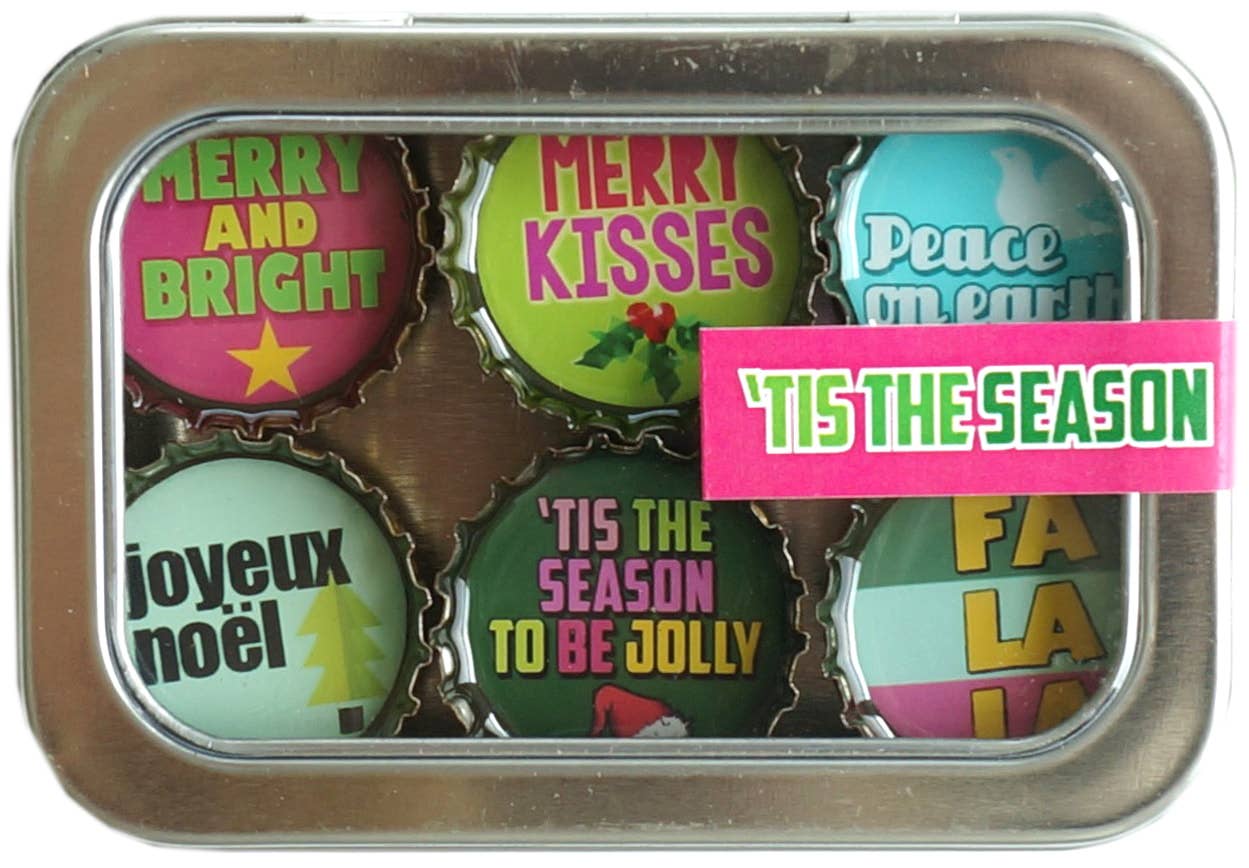 MERRY
AND
BRIGHT
MERRY
KISSES
Peace
on earth
'TIS THE SEASON
joyeux
noël
'TIS THE
SEASON
TO BE JOLLY
FA
LA
LA